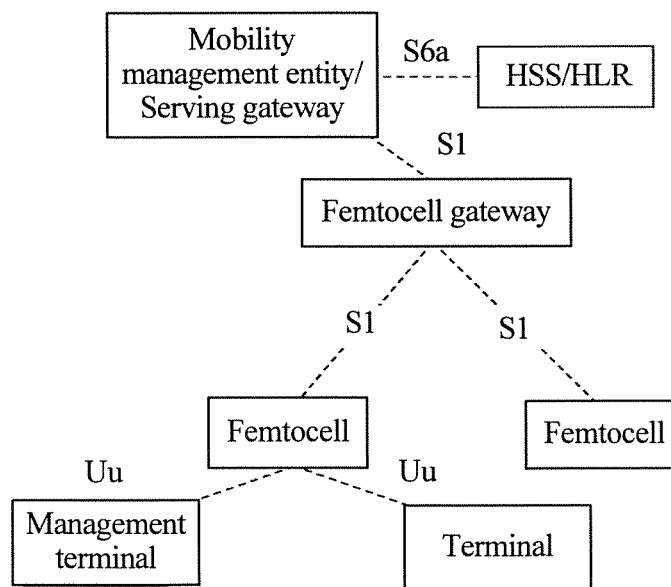 Mobility
management entity/
Serving gateway
S6a
HSS/HLR
S1
Femtocell gateway
S1
S1
Femtocell
Femtocell
Uu
Uu
Management
terminal
Terminal